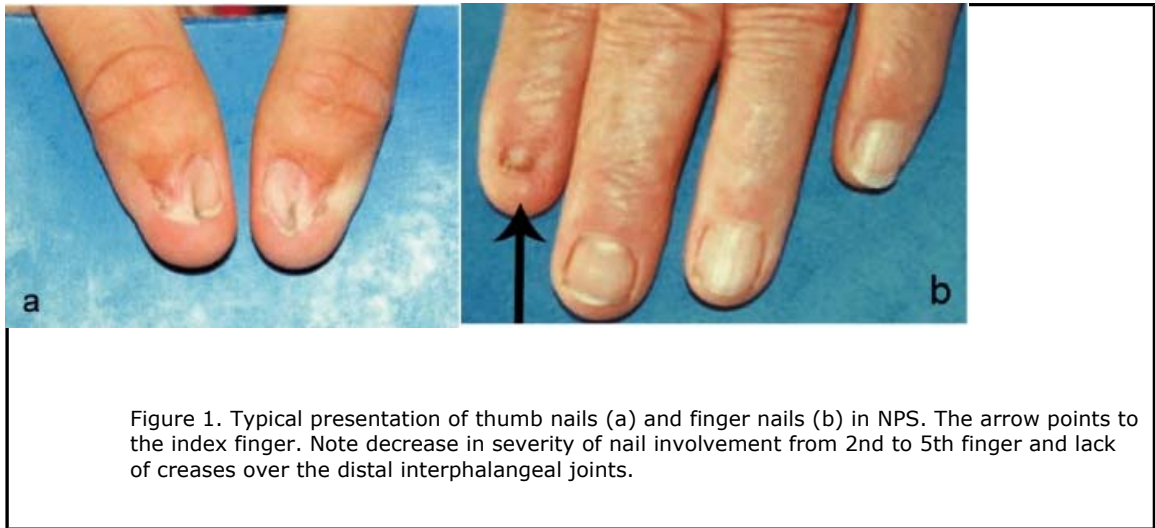 a
b
Figure 1. Typical presentation of thumb nails (a) and finger nails (b) in NPS. The arrow points to
the index finger. Note decrease in severity of nail involvement from 2nd to 5th finger and lack
of creases over the distal interphalangeal joints.